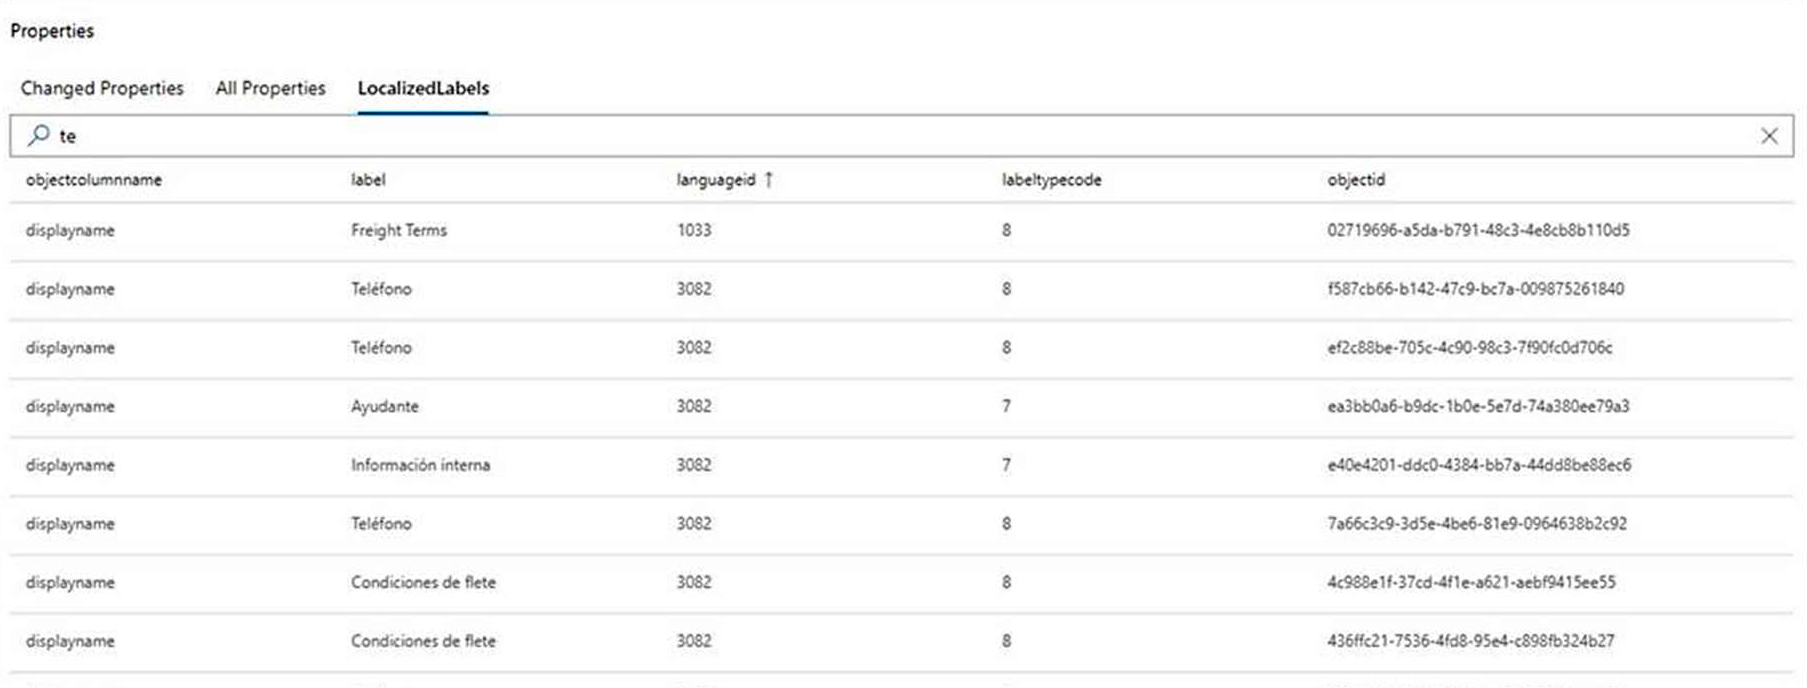 Properties
Changed Properties All Properties LocalizedLabels
te
objectcolumnname label languageid ↑ labeltypecode objectid
displayname Freight Terms 1033 8 02719696-a5da-b791-48c3-4e8cb8b110d5
displayname Teléfono 3082 8 f587cb66-b142-47c9-bc7a-009875261840
displayname Teléfono 3082 8 ef2c88be-705c-4c90-98c3-7f90fc0d706c
displayname Ayudante 3082 7 ea3bb0a6-b9dc-1b0e-5e7d-74a380ee79a3
displayname Información interna 3082 7 e40e4201-ddc0-4384-bb7a-44dd8be88ec6
displayname Teléfono 3082 8 7a66c3c9-3d5e-4be6-81e9-0964638b2c92
displayname Condiciones de flete 3082 8 4c988e1f-37cd-4f1e-a621-aebf9415ee55
displayname Condiciones de flete 3082 8 436ffc21-7536-4fd8-95e4-c898fb324b27